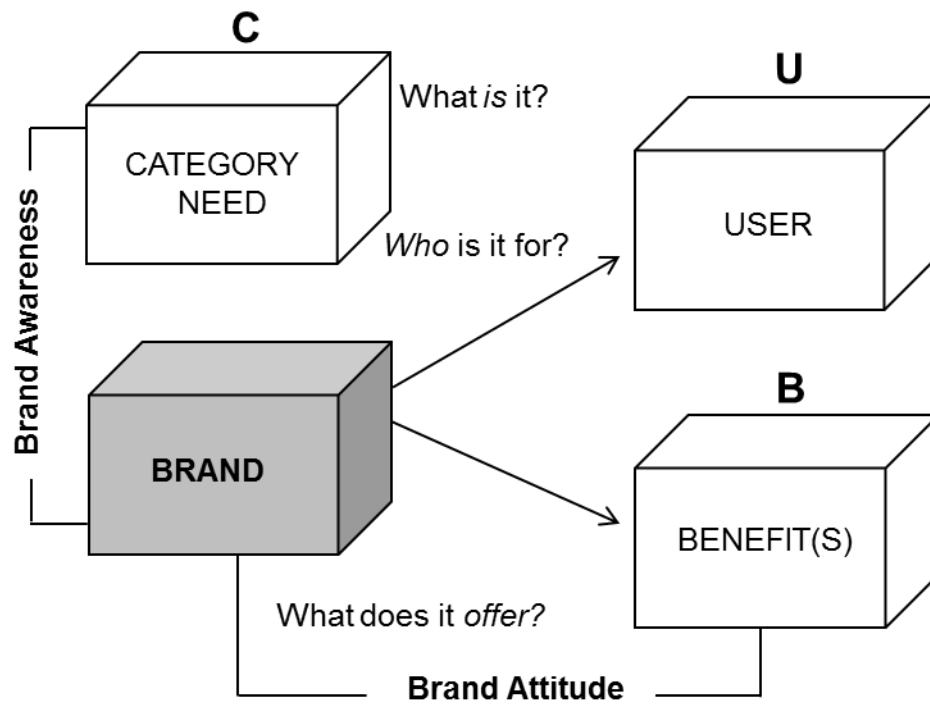 C
What is it?
U
CATEGORY
NEED
USER
Who is it for?
Brand Awareness
B
BRAND
BENEFIT(S)
What does it offer?
Brand Attitude